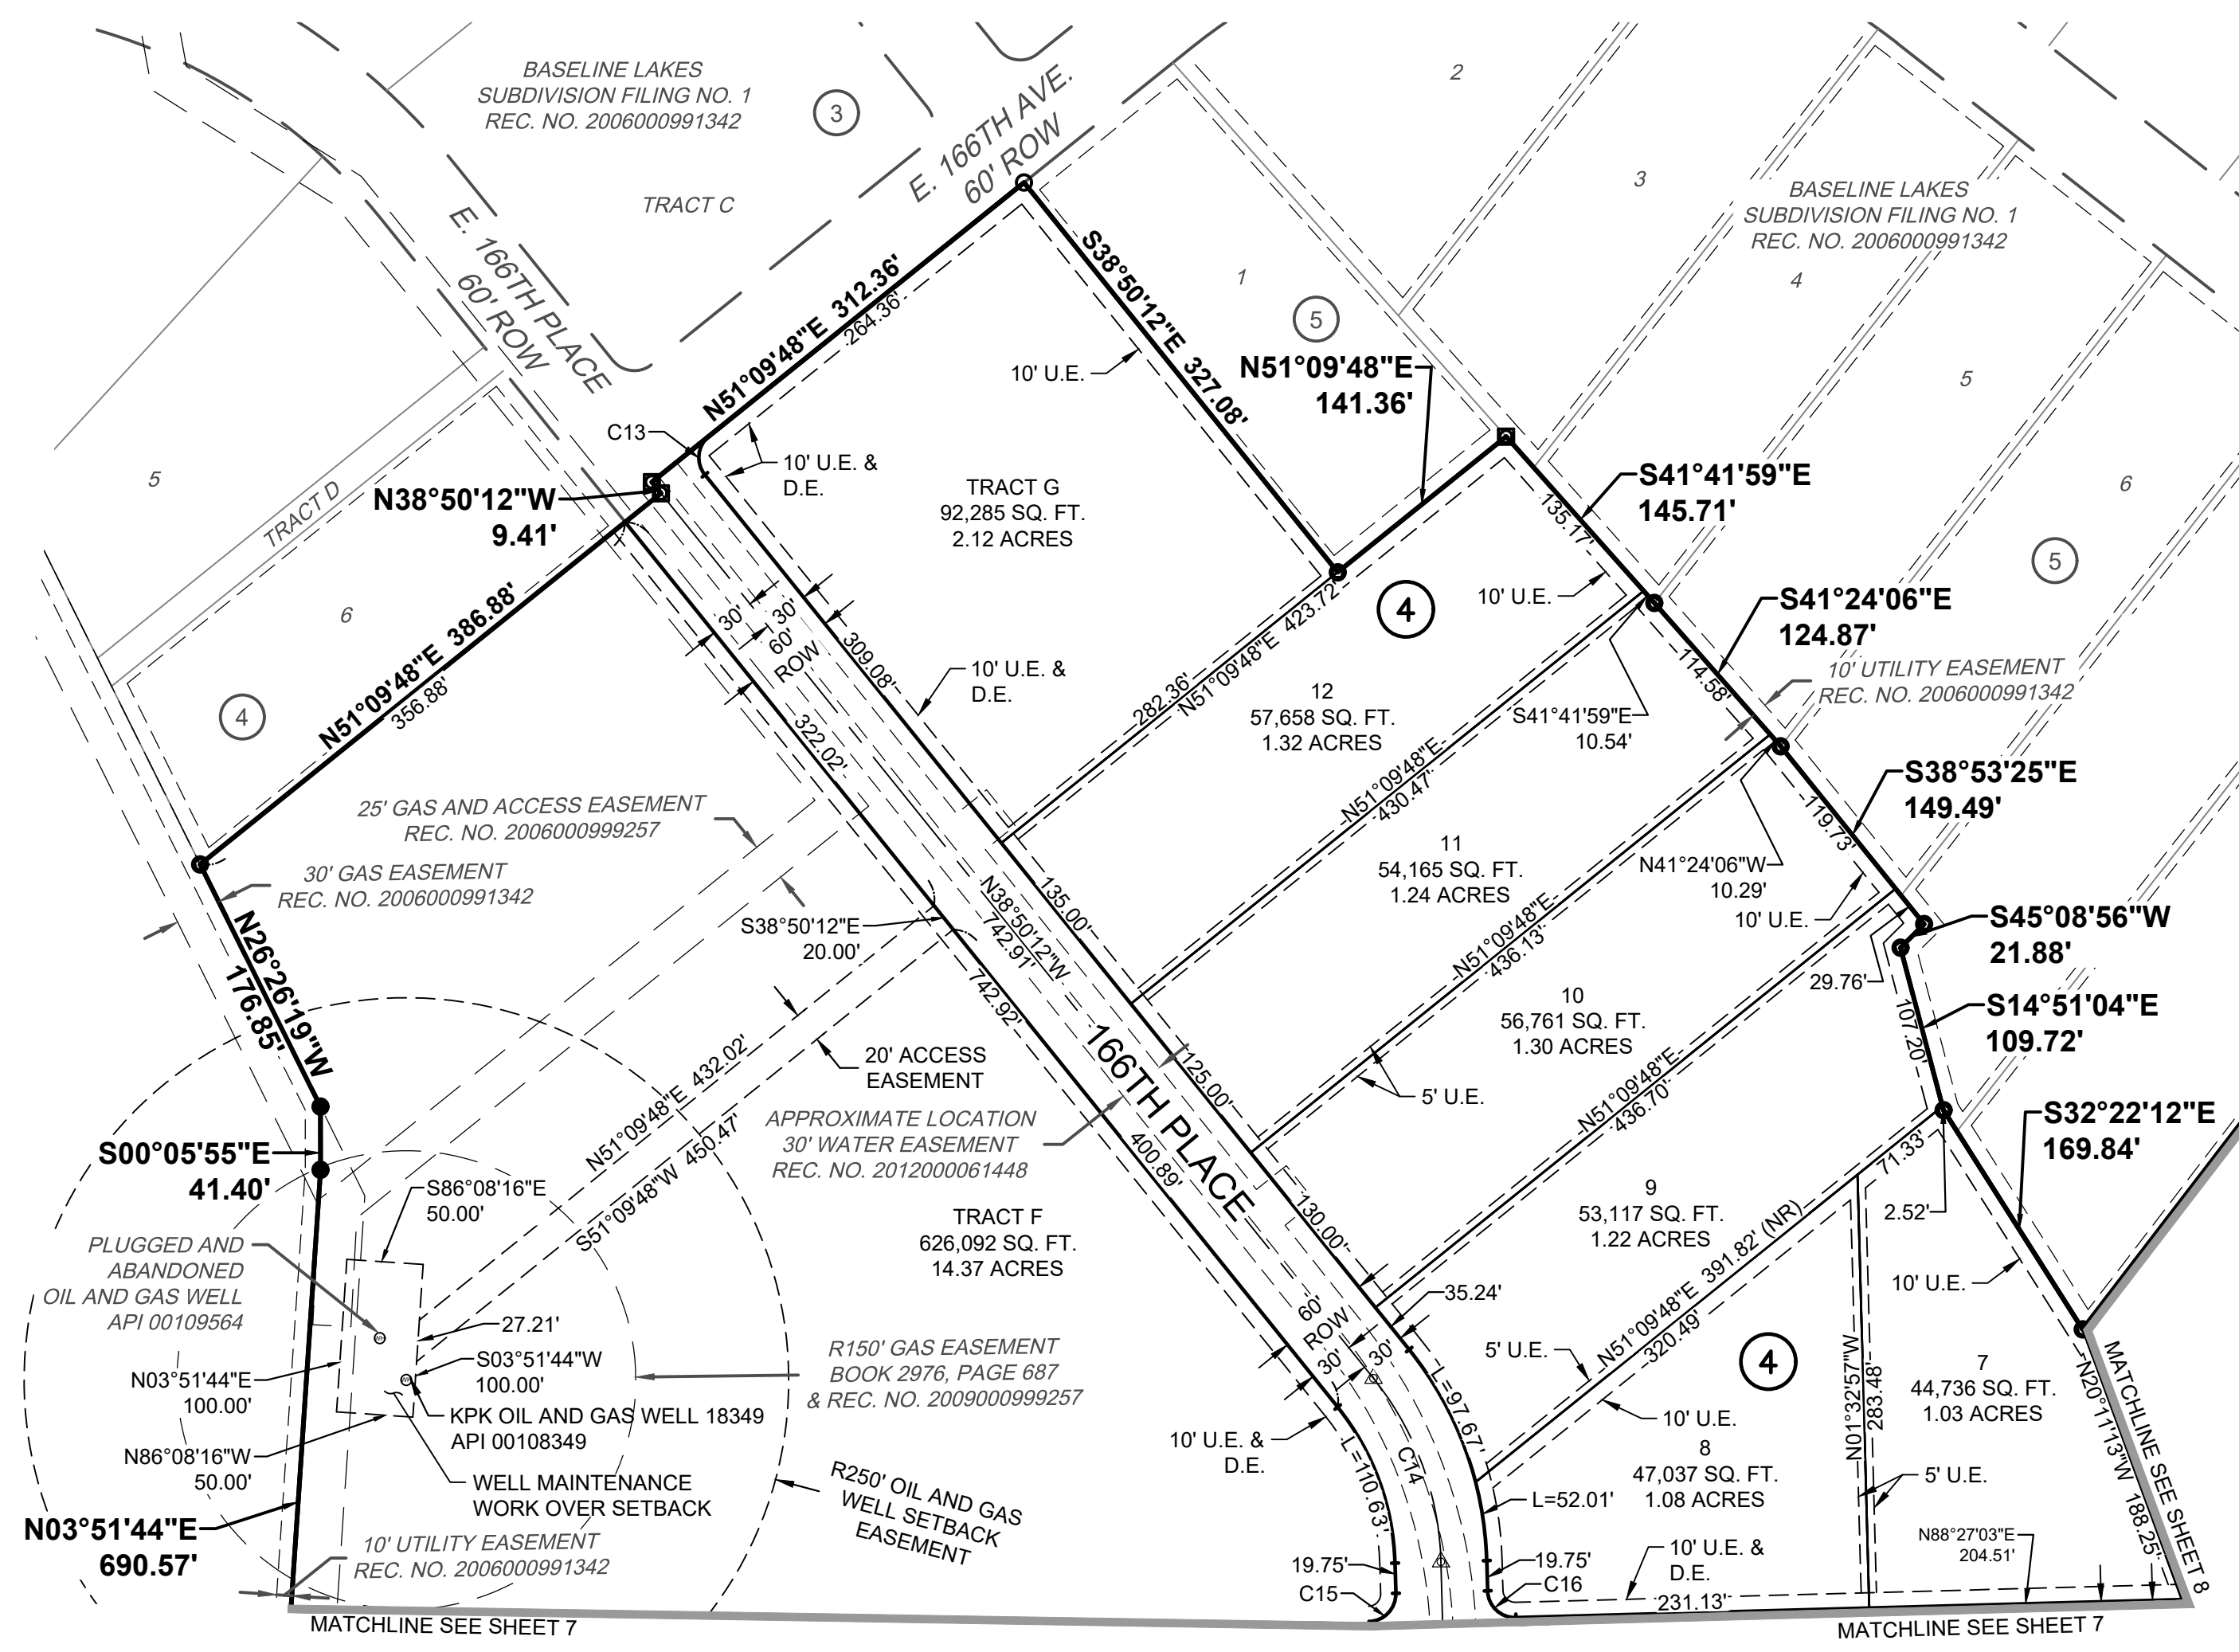 BASELINE LAKES
SUBDIVISION FILING NO. 1
REC. NO. 2006000991342
3
TRACT C
E. 166TH AVE.
60' ROW
E. 166TH PLACE
60' ROW
2
3
BASELINE LAKES
SUBDIVISION FILING NO. 1
REC. NO. 2006000991342
4
1
5
5
6
5
N51°09'48"E 312.36'
264.36'
S38°50'12"E 327.08'
10' U.E.
N51°09'48"E
141.36'
C13
10' U.E. &
D.E.
N38°50'12"W
9.41'
5
TRACT D
6
4
N51°09'48"E 386.88'
356.88'
TRACT G
92,285 SQ. FT.
2.12 ACRES
S41°41'59"E
145.71'
135.17'
10' U.E.
4
S41°24'06"E
124.87'
114.58'
10' UTILITY EASEMENT
REC. NO. 2006000991342
30'
30'
60'
ROW
309.08'
322.02'
10' U.E. &
D.E.
282.36'
N51°09'48"E 423.72'
12
57,658 SQ. FT.
1.32 ACRES
S41°41'59"E
10.54'
S38°53'25"E
149.49'
119.73'
N51°09'48"E
430.47'
11
54,165 SQ. FT.
1.24 ACRES
N41°24'06"W
10.29'
10' U.E.
25' GAS AND ACCESS EASEMENT
REC. NO. 2006000999257
30' GAS EASEMENT
REC. NO. 2006000991342
N26°26'19"W
176.85'
S38°50'12"E
20.00'
N38°50'12"W
742.91'
742.92'
135.00'
N51°09'48"E
436.13'
S45°08'56"W
21.88'
29.76'
10
56,761 SQ. FT.
1.30 ACRES
S14°51'04"E
109.72'
107.20'
166TH PLACE
125.00'
5' U.E.
20' ACCESS
EASEMENT
N51°09'48"E 432.02'
S51°09'48"W 450.47'
APPROXIMATE LOCATION
30' WATER EASEMENT
REC. NO. 2012000061448
400.89'
N51°09'48"E
436.70'
S32°22'12"E
169.84'
71.33'
2.52'
S00°05'55"E
41.40'
S86°08'16"E
50.00'
PLUGGED AND
ABANDONED
OIL AND GAS WELL
API 00109564
TRACT F
626,092 SQ. FT.
14.37 ACRES
130.00'
9
53,117 SQ. FT.
1.22 ACRES
10' U.E.
35.24'
60'
ROW
30'
30'
N51°09'48"E 391.82' (NR)
320.49'
5' U.E.
27.21'
S03°51'44"W
100.00'
N03°51'44"E
100.00'
R150' GAS EASEMENT
BOOK 2976, PAGE 687
& REC. NO. 2009000999257
KPK OIL AND GAS WELL 18349
API 00108349
N86°08'16"W
50.00'
WELL MAINTENANCE
WORK OVER SETBACK
R250' OIL AND GAS
WELL SETBACK
EASEMENT
10' U.E. &
D.E.
L=110.63'
C14
L=97.67'
L=52.01'
10' U.E.
8
47,037 SQ. FT.
1.08 ACRES
4
N01°32'57"W
283.48'
7
44,736 SQ. FT.
1.03 ACRES
5' U.E.
N20°11'13"W 188.25'
MATCHLINE SEE SHEET 8
N03°51'44"E
690.57'
10' UTILITY EASEMENT
REC. NO. 2006000991342
19.75'
C15
19.75'
C16
10' U.E. &
D.E.
N88°27'03"E
204.51'
231.13'
MATCHLINE SEE SHEET 7
MATCHLINE SEE SHEET 7